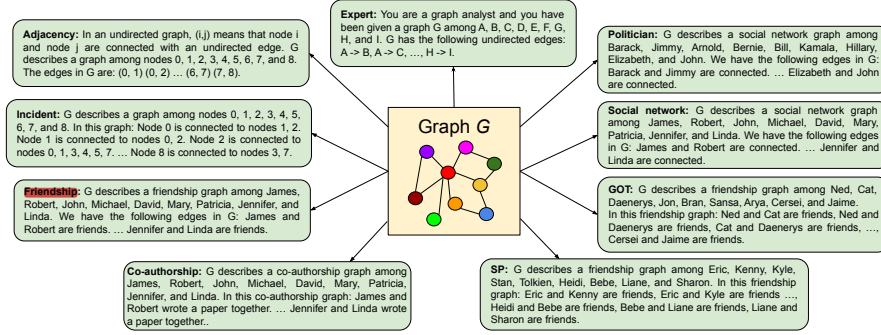 Expert: You are a graph analyst and you have
been given a graph G among A, B, C, D, E, F, G,
H, and I. G has the following undirected edges:
A -> B, A -> C, …, H -> I.
Adjacency: In an undirected graph, (i,j) means that node i
and node j are connected with an undirected edge. G
describes a graph among nodes 0, 1, 2, 3, 4, 5, 6, 7, and 8.
The edges in G are: (0, 1) (0, 2) … (6, 7) (7, 8).
Incident: G describes a graph among nodes 0, 1, 2, 3, 4, 5,
6, 7, and 8. In this graph: Node 0 is connected to nodes 1, 2.
Node 1 is connected to nodes 0, 2. Node 2 is connected to
nodes 0, 1, 3, 4, 5, 7. … Node 8 is connected to nodes 3, 7.
Friendship: G describes a friendship graph among James,
Robert, John, Michael, David, Mary, Patricia, Jennifer, and
Linda. We have the following edges in G: James and
Robert are friends. … Jennifer and Linda are friends.
Co-authorship: G describes a co-authorship graph among
James, Robert, John, Michael, David, Mary, Patricia,
Jennifer, and Linda. In this co-authorship graph: James and
Robert wrote a paper together. … Jennifer and Linda wrote
a paper together..
Graph G
Politician: G describes a social network graph among
Barack, Jimmy, Arnold, Bernie, Bill, Kamala, Hillary,
Elizabeth, and John. We have the following edges in G:
Barack and Jimmy are connected. … Elizabeth and John
are connected.
Social network: G describes a social network graph
among James, Robert, John, Michael, David, Mary,
Patricia, Jennifer, and Linda. We have the following edges
in G: James and Robert are connected. … Jennifer and
Linda are connected.
GOT: G describes a friendship graph among Ned, Cat,
Daenerys, Jon, Bran, Sansa, Arya, Cersei, and Jaime.
In this friendship graph: Ned and Cat are friends, Ned and
Daenerys are friends, Cat and Daenerys are friends, …,
Cersei and Jaime are friends.
SP: G describes a friendship graph among Eric, Kenny, Kyle,
Stan, Tolkien, Heidi, Bebe, Liane, and Sharon. In this friendship
graph: Eric and Kenny are friends, Eric and Kyle are friends …,
Heidi and Bebe are friends, Bebe and Liane are friends, Liane and
Sharon are friends.